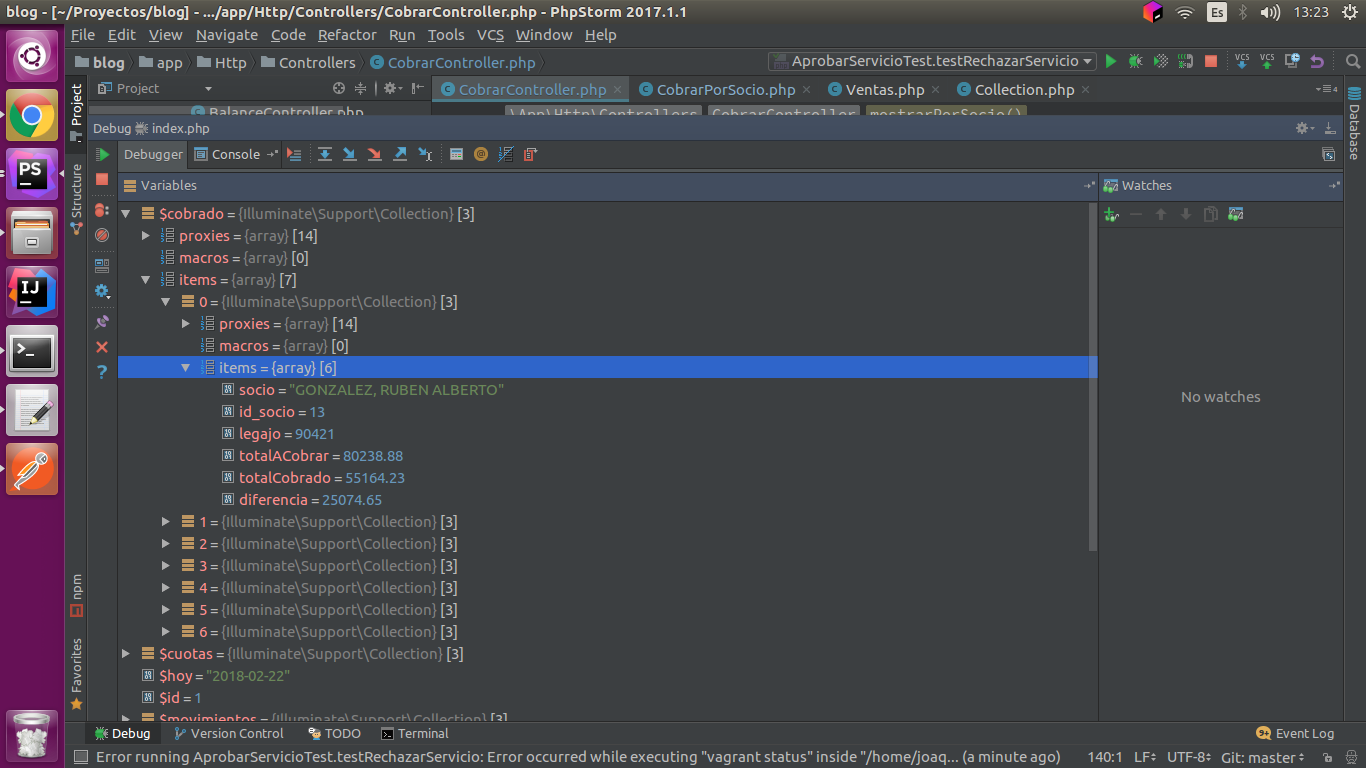 blog - [~/Proyectos/blog] - .../app/Http/Controllers/CobrarController.php - PhpStorm 2017.1.1
Es
13:23
File Edit View Navigate Code Refactor Run Tools VCS Window Help
blog app Http Controllers CobrarController.php
AprobarServicioTest.testRechazarServicio
VCS VCS
Project
CobrarController.php CobrarPorSocio.php Ventas.php Collection.php
4
BalanceController.php
\App\Http\Controllers CobrarController mostrarPorSocio()
Debug index.php
Debugger Console
Variables
Watches
$cobrado = {Illuminate\Support\Collection} [3]
proxies = {array} [14]
macros = {array} [0]
items = {array} [7]
0 = {Illuminate\Support\Collection} [3]
proxies = {array} [14]
macros = {array} [0]
items = {array} [6]
socio = "GONZALEZ, RUBEN ALBERTO"
id_socio = 13
legajo = 90421
totalACobrar = 80238.88
totalCobrado = 55164.23
diferencia = 25074.65
1 = {Illuminate\Support\Collection} [3]
2 = {Illuminate\Support\Collection} [3]
3 = {Illuminate\Support\Collection} [3]
4 = {Illuminate\Support\Collection} [3]
5 = {Illuminate\Support\Collection} [3]
6 = {Illuminate\Support\Collection} [3]
$cuotas = {Illuminate\Support\Collection} [3]
$hoy = "2018-02-22"
$id = 1
$movimientos = {Illuminate\Support\Collection} [3]
No watches
Project
Structure
npm
Favorites
Database
PS
IJ
Debug Version Control TODO Terminal
9+ Event Log
Error running AprobarServicioTest.testRechazarServicio: Error occurred while executing "vagrant status" inside "/home/joaq... (a minute ago)
140:1 LF UTF-8 Git: master